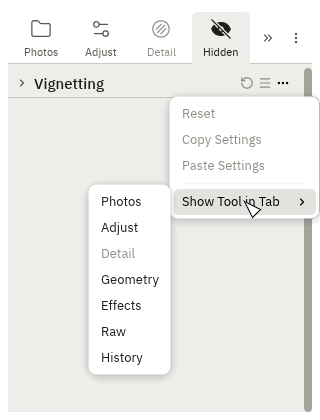 Photos Adjust Detail Hidden
Vignetting
Reset
Copy Settings
Paste Settings
Show Tool in Tab
Photos
Adjust
Detail
Geometry
Effects
Raw
History